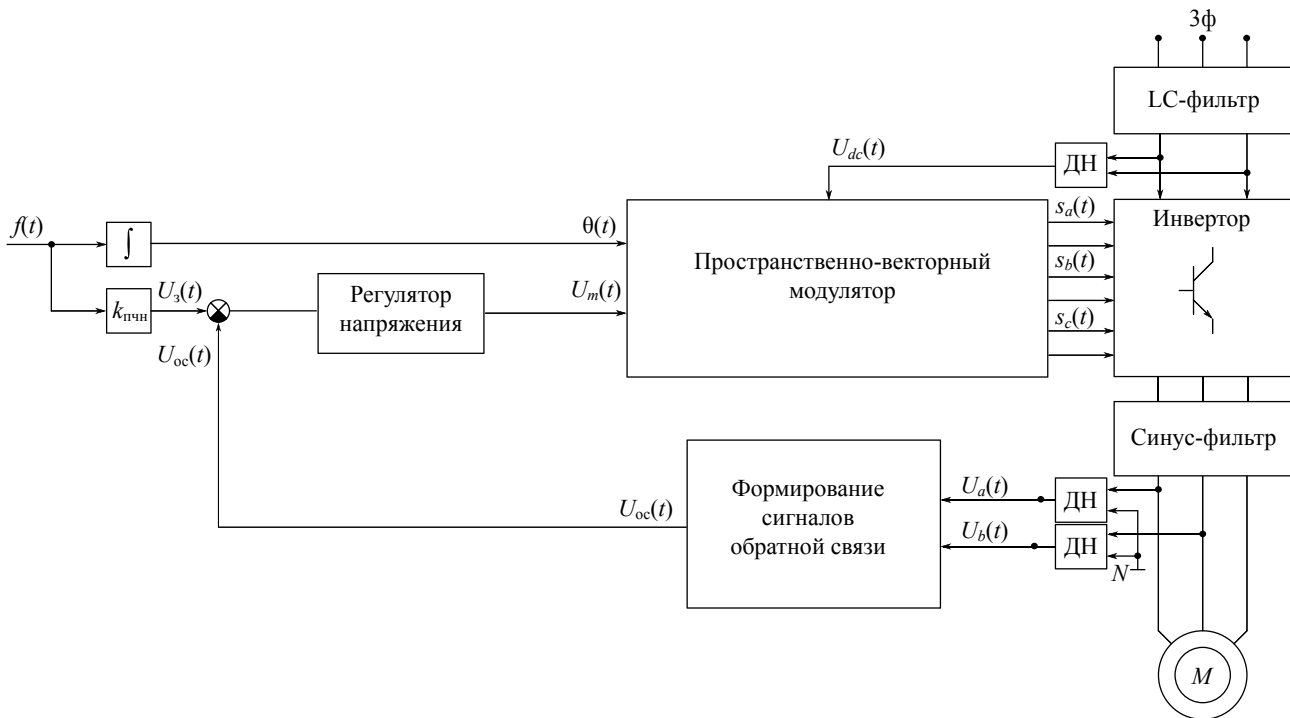 3ф
LC-фильтр
U_dc(t)
ДН
f(t)
∫
θ(t)
s_a(t)
Инвертор
Пространственно-векторный
модулятор
s_b(t)
k_пчн
U_з(t)
Регулятор
напряжения
U_m(t)
s_c(t)
U_ос(t)
Синус-фильтр
Формирование
сигналов
обратной связи
U_a(t)
ДН
U_ос(t)
U_b(t)
ДН
N
M